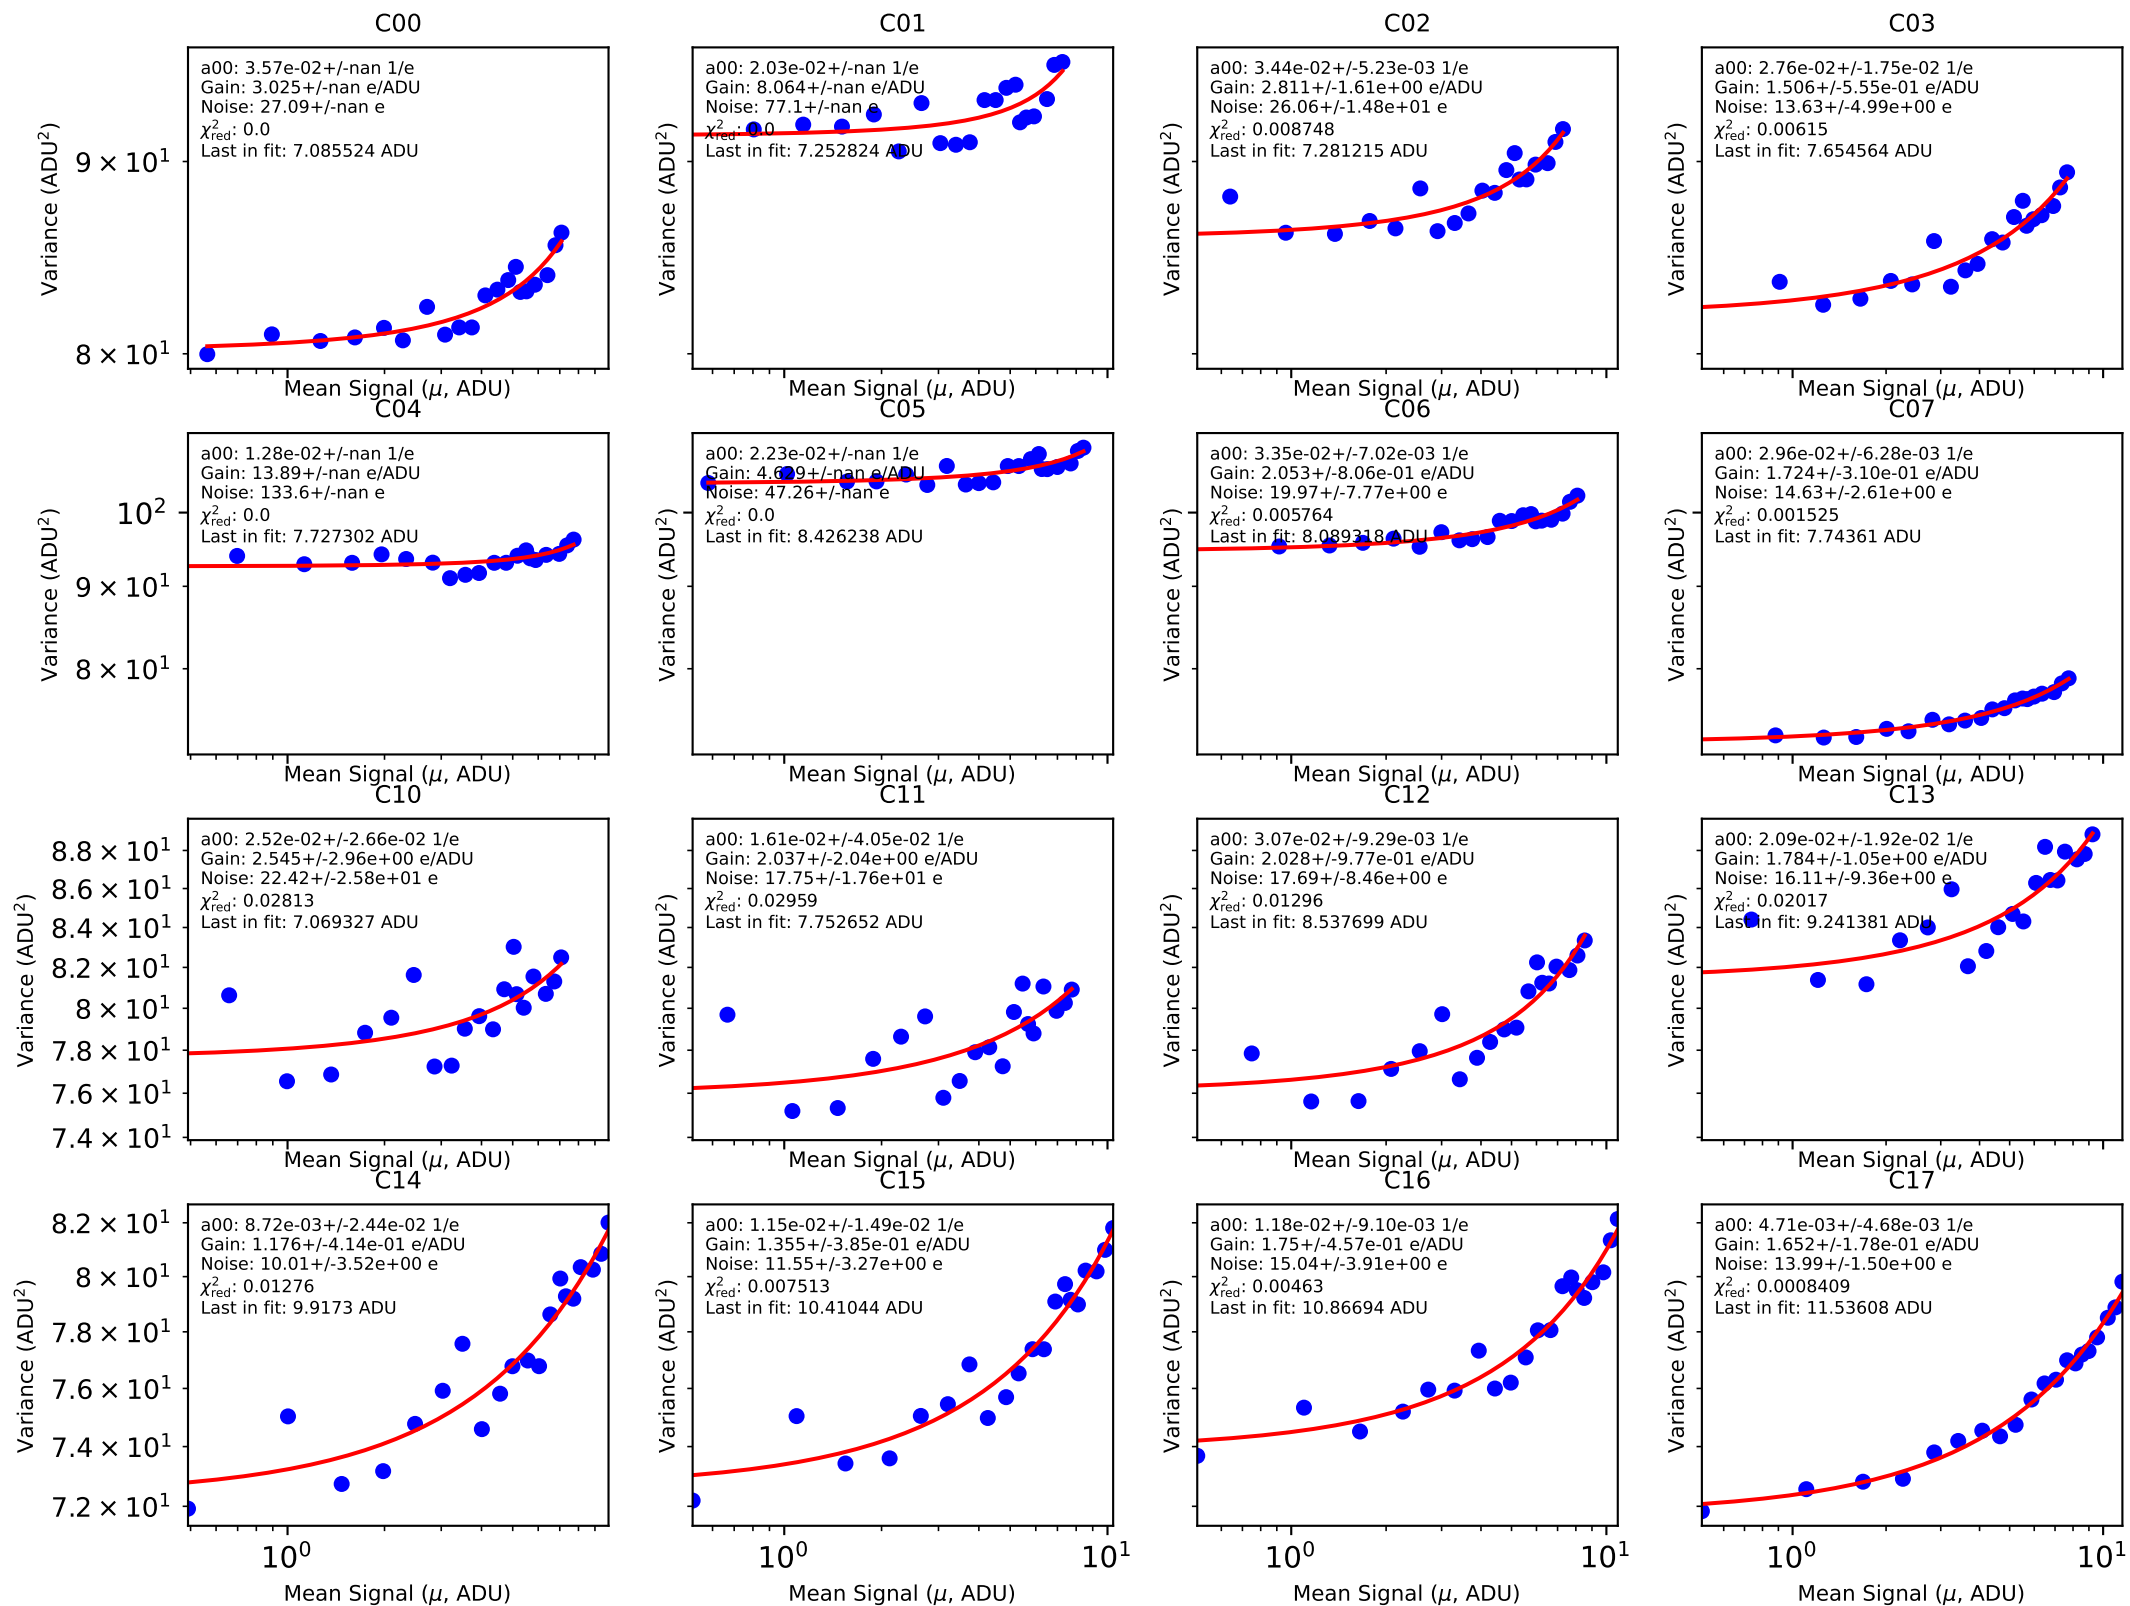 C00
a00: 3.57e-02+/-nan 1/e
Gain: 3.025+/-nan e/ADU
Noise: 27.09+/-nan e
χ²red: 0.0
Last in fit: 7.085524 ADU
9 × 10¹
8 × 10¹
Variance (ADU²)
Mean Signal (μ, ADU)
C01
a00: 2.03e-02+/-nan 1/e
Gain: 8.064+/-nan e/ADU
Noise: 77.1+/-nan e
χ²red: 0.0
Last in fit: 7.252824 ADU
Variance (ADU²)
Mean Signal (μ, ADU)
C02
a00: 3.44e-02+/-5.23e-03 1/e
Gain: 2.811+/-1.61e+00 e/ADU
Noise: 26.06+/-1.48e+01 e
χ²red: 0.008748
Last in fit: 7.281215 ADU
Variance (ADU²)
Mean Signal (μ, ADU)
C03
a00: 2.76e-02+/-1.75e-02 1/e
Gain: 1.506+/-5.55e-01 e/ADU
Noise: 13.63+/-4.99e+00 e
χ²red: 0.00615
Last in fit: 7.654564 ADU
Variance (ADU²)
Mean Signal (μ, ADU)
C04
a00: 1.28e-02+/-nan 1/e
Gain: 13.89+/-nan e/ADU
Noise: 133.6+/-nan e
χ²red: 0.0
Last in fit: 7.727302 ADU
10²
9 × 10¹
8 × 10¹
Variance (ADU²)
Mean Signal (μ, ADU)
C05
a00: 2.23e-02+/-nan 1/e
Gain: +/-nan e/ADU
Noise: 47.26+/-nan e
χ²red: 0.0
Last in fit: 8.426238 ADU
Variance (ADU²)
Mean Signal (μ, ADU)
C06
a00: 3.35e-02+/-7.02e-03 1/e
Gain: 2.053+/-8.06e-01 e/ADU
Noise: 19.97+/-7.77e+00 e
χ²red: 0.005764
Last in fit: 8.089318 ADU
Variance (ADU²)
Mean Signal (μ, ADU)
C07
a00: 2.96e-02+/-6.28e-03 1/e
Gain: 1.724+/-3.10e-01 e/ADU
Noise: 14.63+/-2.61e+00 e
χ²red: 0.001525
Last in fit: 7.74361 ADU
Variance (ADU²)
Mean Signal (μ, ADU)
C10
a00: 2.52e-02+/-2.66e-02 1/e
Gain: 2.545+/-2.96e+00 e/ADU
Noise: 22.42+/-2.58e+01 e
χ²red: 0.02813
Last in fit: 7.069327 ADU
8.8 × 10¹
8.6 × 10¹
8.4 × 10¹
8.2 × 10¹
8 × 10¹
7.8 × 10¹
7.6 × 10¹
7.4 × 10¹
Variance (ADU²)
Mean Signal (μ, ADU)
C11
a00: 1.61e-02+/-4.05e-02 1/e
Gain: 2.037+/-2.04e+00 e/ADU
Noise: 17.75+/-1.76e+01 e
χ²red: 0.02959
Last in fit: 7.752652 ADU
Variance (ADU²)
Mean Signal (μ, ADU)
C12
a00: 3.07e-02+/-9.29e-03 1/e
Gain: 2.028+/-9.77e-01 e/ADU
Noise: 17.69+/-8.46e+00 e
χ²red: 0.01296
Last in fit: 8.537699 ADU
Variance (ADU²)
Mean Signal (μ, ADU)
C13
a00: 2.09e-02+/-1.92e-02 1/e
Gain: 1.784+/-1.05e+00 e/ADU
Noise: 16.11+/-9.36e+00 e
χ²red: 0.02017
Last in fit: 9.241381 ADU
Variance (ADU²)
Mean Signal (μ, ADU)
C14
a00: 8.72e-03+/-2.44e-02 1/e
Gain: 1.176+/-4.14e-01 e/ADU
Noise: 10.01+/-3.52e+00 e
χ²red: 0.01276
Last in fit: 9.9173 ADU
8.2 × 10¹
8 × 10¹
7.8 × 10¹
7.6 × 10¹
7.4 × 10¹
7.2 × 10¹
Variance (ADU²)
10⁰
Mean Signal (μ, ADU)
C15
a00: 1.15e-02+/-1.49e-02 1/e
Gain: 1.355+/-3.85e-01 e/ADU
Noise: 11.55+/-3.27e+00 e
χ²red: 0.007513
Last in fit: 10.41044 ADU
Variance (ADU²)
10⁰ 10¹
Mean Signal (μ, ADU)
C16
a00: 1.18e-02+/-9.10e-03 1/e
Gain: 1.75+/-4.57e-01 e/ADU
Noise: 15.04+/-3.91e+00 e
χ²red: 0.00463
Last in fit: 10.86694 ADU
Variance (ADU²)
10⁰ 10¹
Mean Signal (μ, ADU)
C17
a00: 4.71e-03+/-4.68e-03 1/e
Gain: 1.652+/-1.78e-01 e/ADU
Noise: 13.99+/-1.50e+00 e
χ²red: 0.0008409
Last in fit: 11.53608 ADU
Variance (ADU²)
10⁰ 10¹
Mean Signal (μ, ADU)